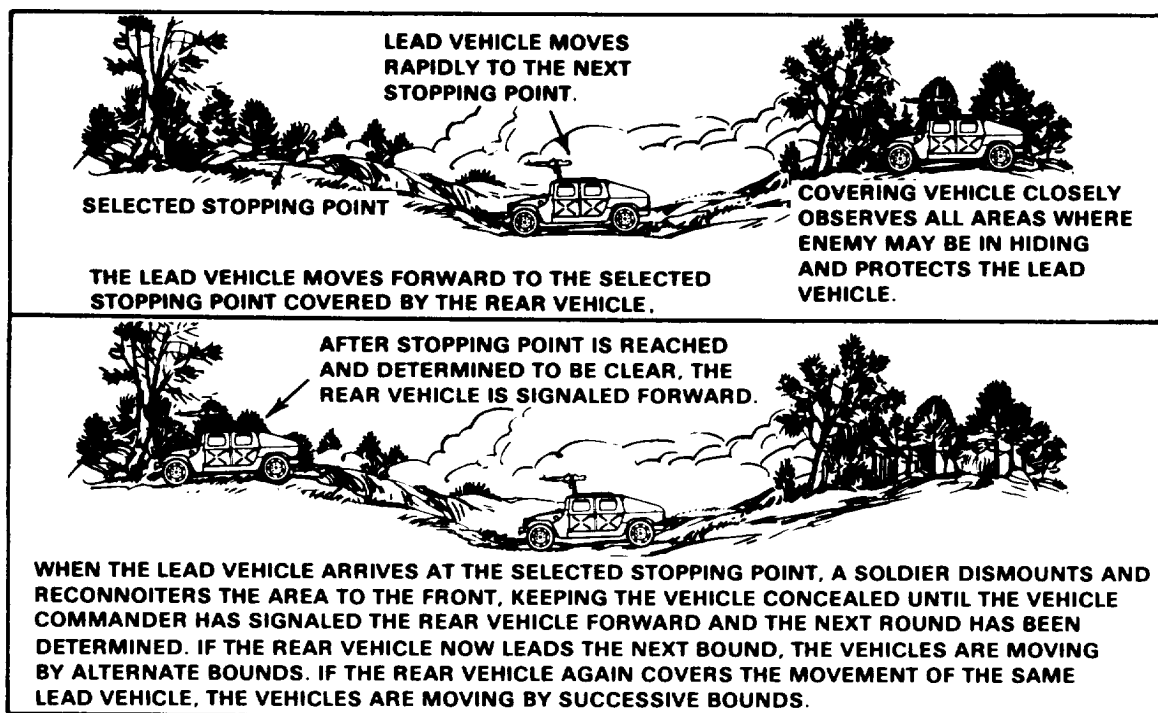 LEAD VEHICLE MOVES
RAPIDLY TO THE NEXT
STOPPING POINT.
SELECTED STOPPING POINT
COVERING VEHICLE CLOSELY
OBSERVES ALL AREAS WHERE
ENEMY MAY BE IN HIDING
AND PROTECTS THE LEAD
VEHICLE.
THE LEAD VEHICLE MOVES FORWARD TO THE SELECTED
STOPPING POINT COVERED BY THE REAR VEHICLE.
AFTER STOPPING POINT IS REACHED
AND DETERMINED TO BE CLEAR, THE
REAR VEHICLE IS SIGNALED FORWARD.
WHEN THE LEAD VEHICLE ARRIVES AT THE SELECTED STOPPING POINT, A SOLDIER DISMOUNTS AND
RECONNOITERS THE AREA TO THE FRONT, KEEPING THE VEHICLE CONCEALED UNTIL THE VEHICLE
COMMANDER HAS SIGNALED THE REAR VEHICLE FORWARD AND THE NEXT ROUND HAS BEEN
DETERMINED. IF THE REAR VEHICLE NOW LEADS THE NEXT BOUND, THE VEHICLES ARE MOVING
BY ALTERNATE BOUNDS. IF THE REAR VEHICLE AGAIN COVERS THE MOVEMENT OF THE SAME
LEAD VEHICLE, THE VEHICLES ARE MOVING BY SUCCESSIVE BOUNDS.